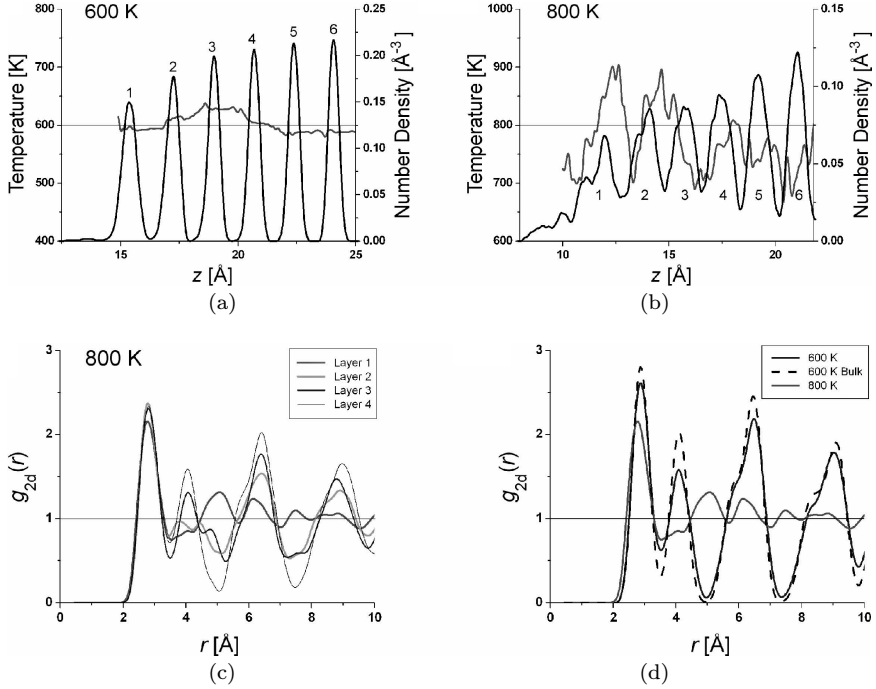 600 K
Temperature [K]
800
700
600
500
400
1
2
3
4
5
6
0.25
0.20
0.15
0.10
0.05
0.00
Number Density [Å⁻³]
15
20
25
z [Å]
(a)
800 K
Temperature [K]
1000
900
800
700
600
1
2
3
4
5
6
0.15
0.10
0.05
0.00
Number Density [Å⁻³]
10
15
20
z [Å]
(b)
800 K
Layer 1
Layer 2
Layer 3
Layer 4
g₂d(r)
3
2
1
0
0
2
4
6
8
10
r [Å]
(c)
600 K
600 K Bulk
800 K
g₂d(r)
3
2
1
0
0
2
4
6
8
10
r [Å]
(d)